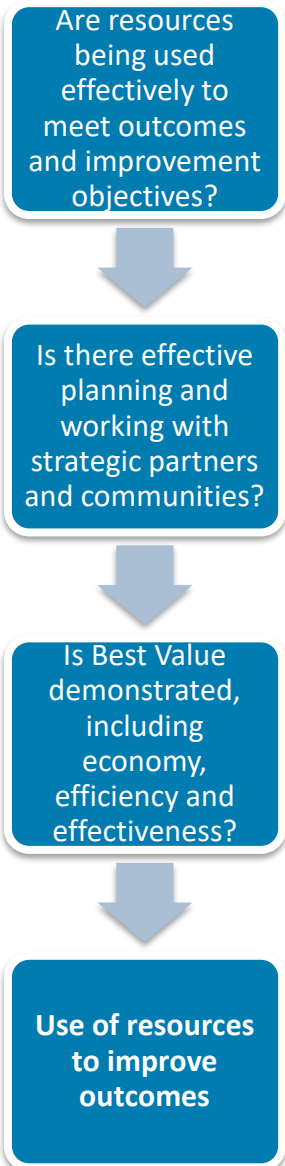 Are resources
being used
effectively to
meet outcomes
and improvement
objectives?
Is there effective
planning and
working with
strategic partners
and communities?
Is Best Value
demonstrated,
including
economy,
efficiency and
effectiveness?
Use of resources
to improve
outcomes